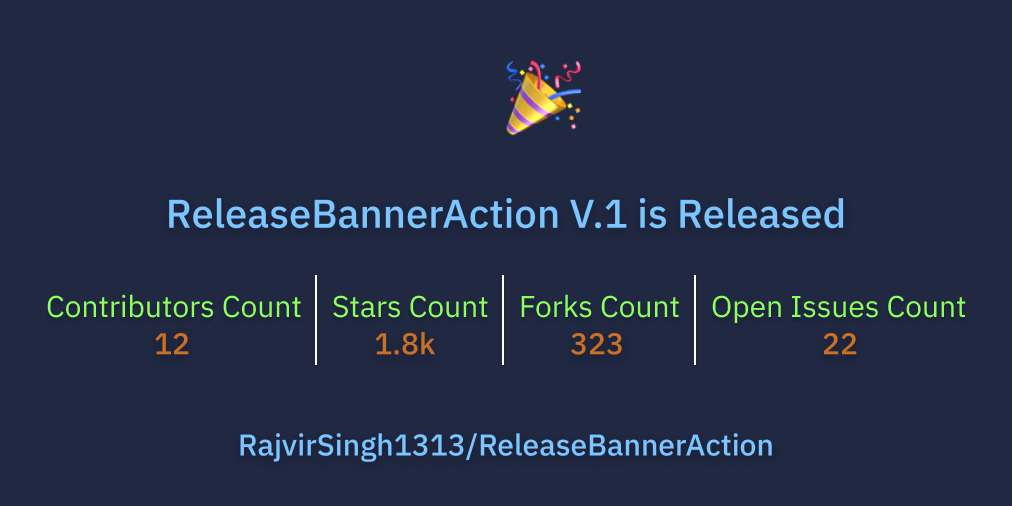 ReleaseBannerAction V.1 is Released
Contributors Count
12
Stars Count
1.8k
Forks Count
323
Open Issues Count
22
RajvirSingh1313/ReleaseBannerAction